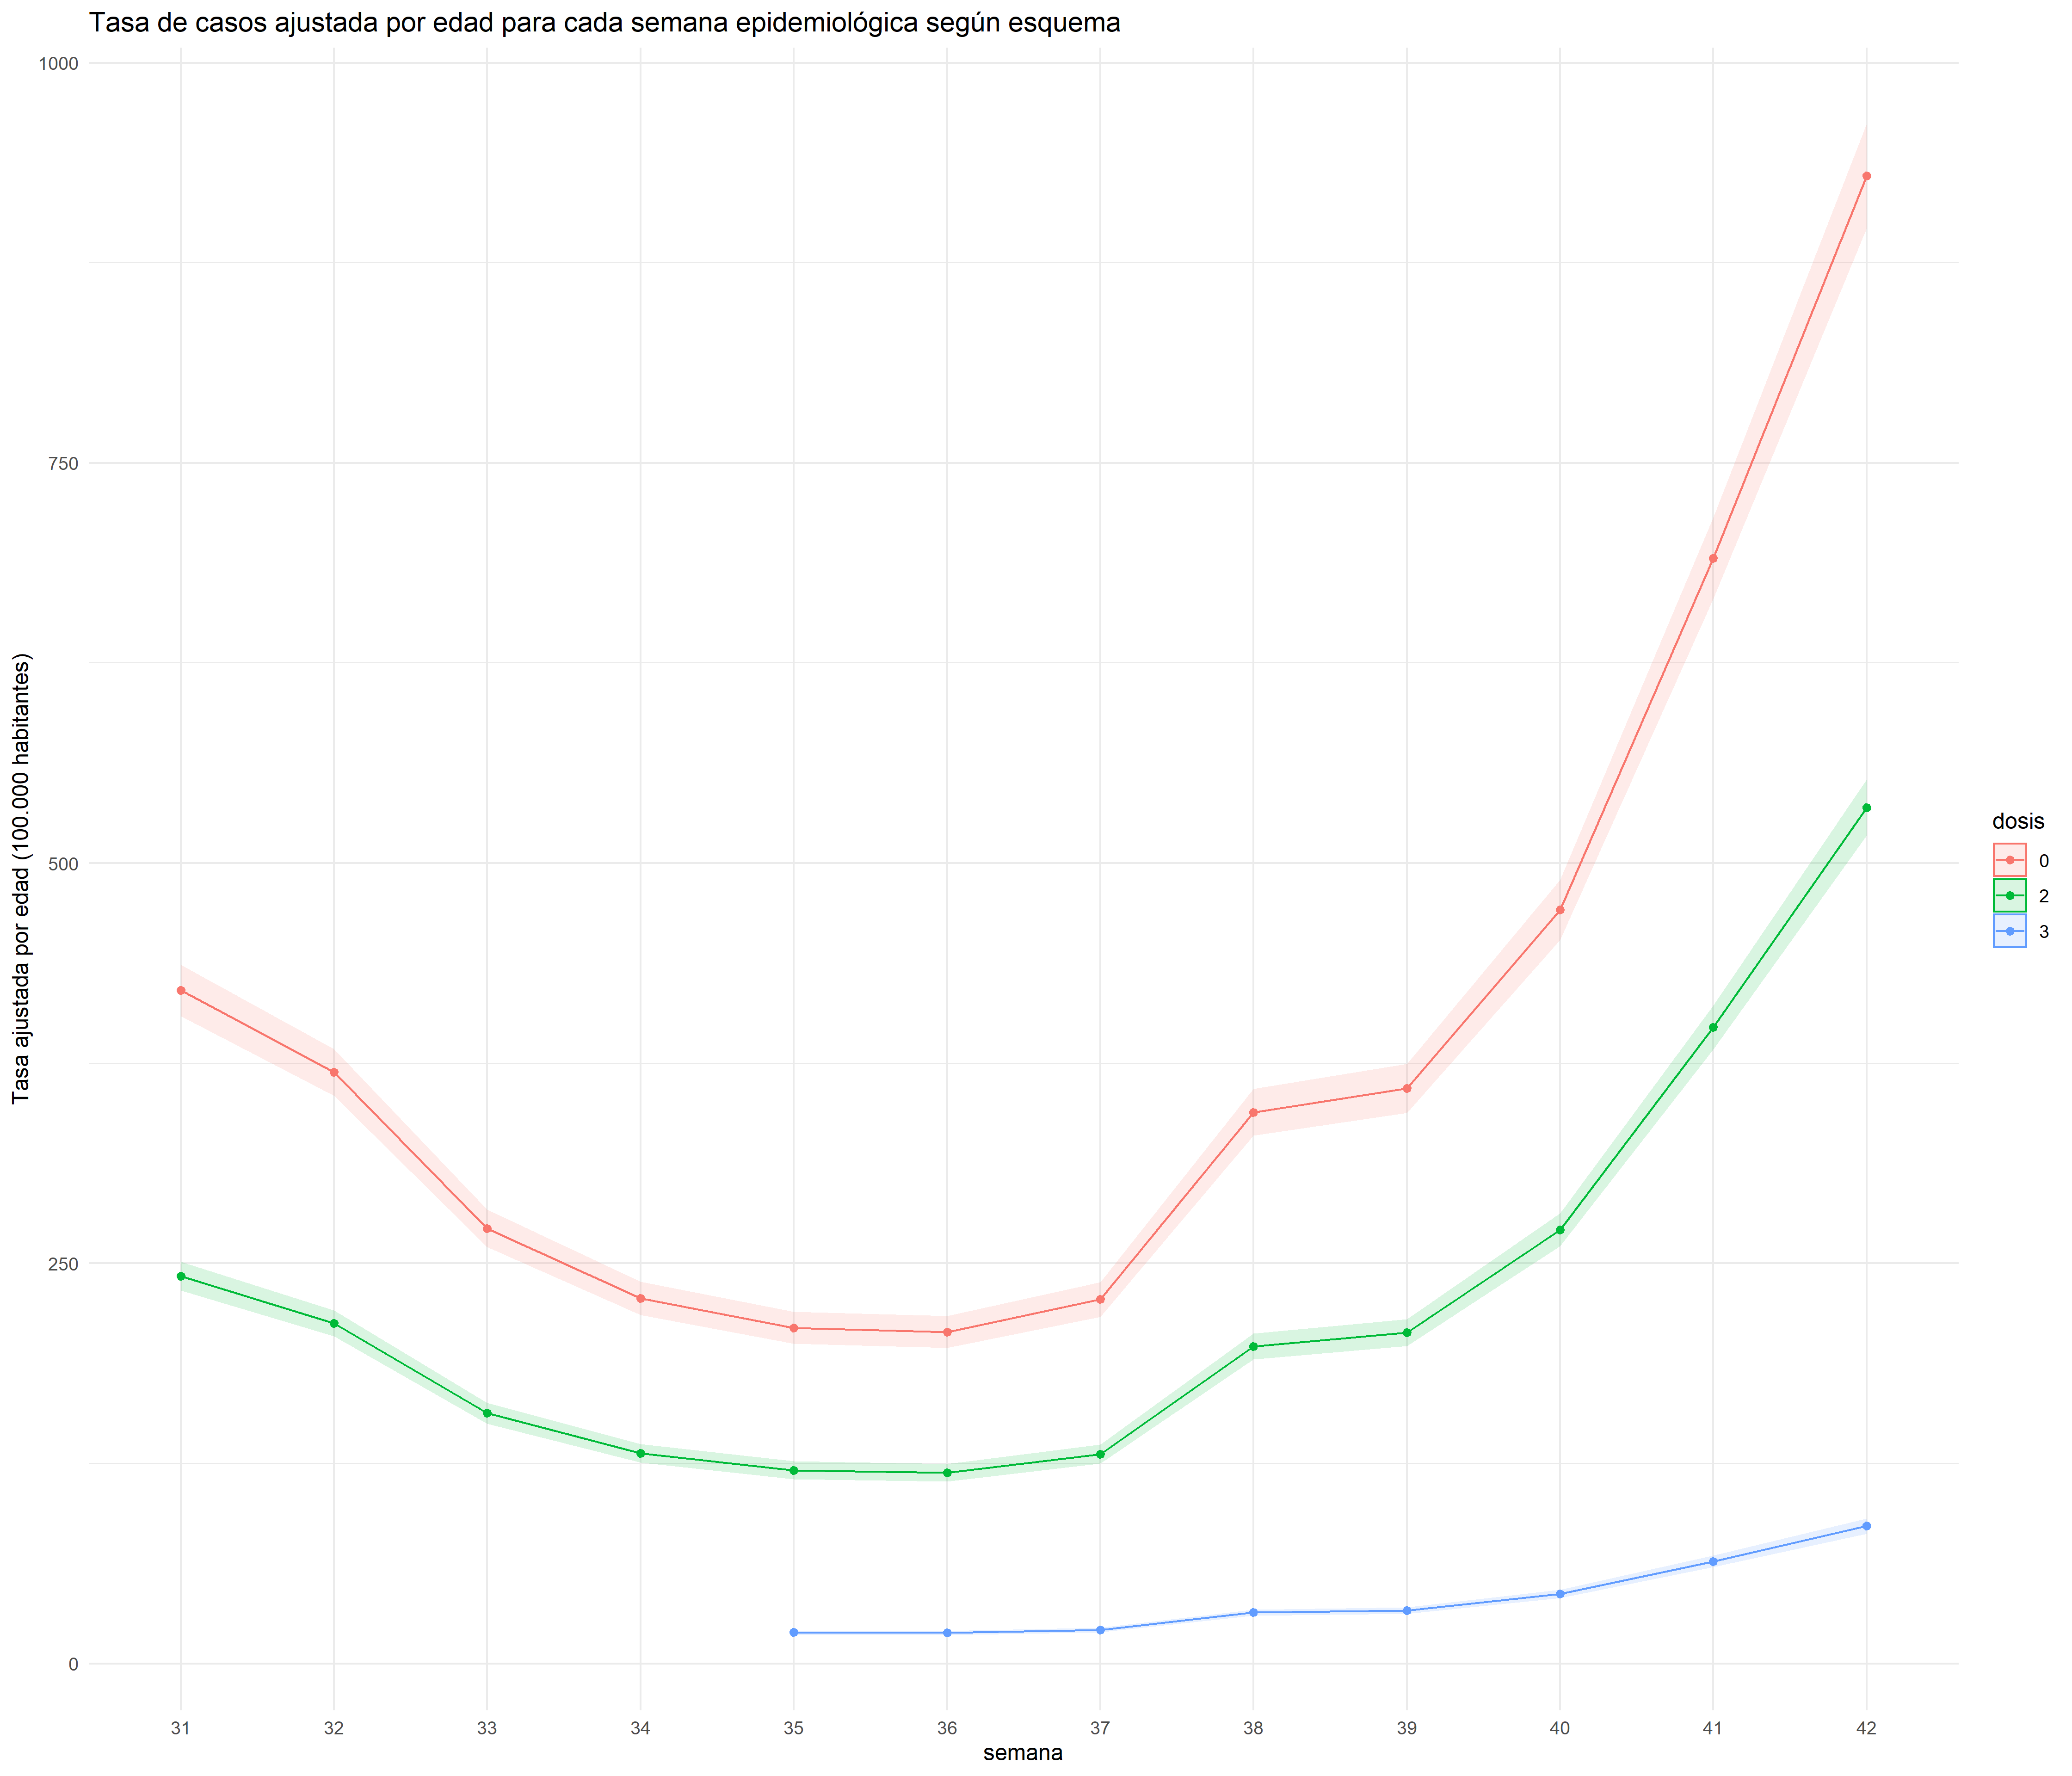 Tasa de casos ajustada por edad para cada semana epidemiológica según esquema
Tasa ajustada por edad (100.000 habitantes)
1000
750
500
250
0
31 32 33 34 35 36 37 38 39 40 41 42
semana
dosis
0
2
3